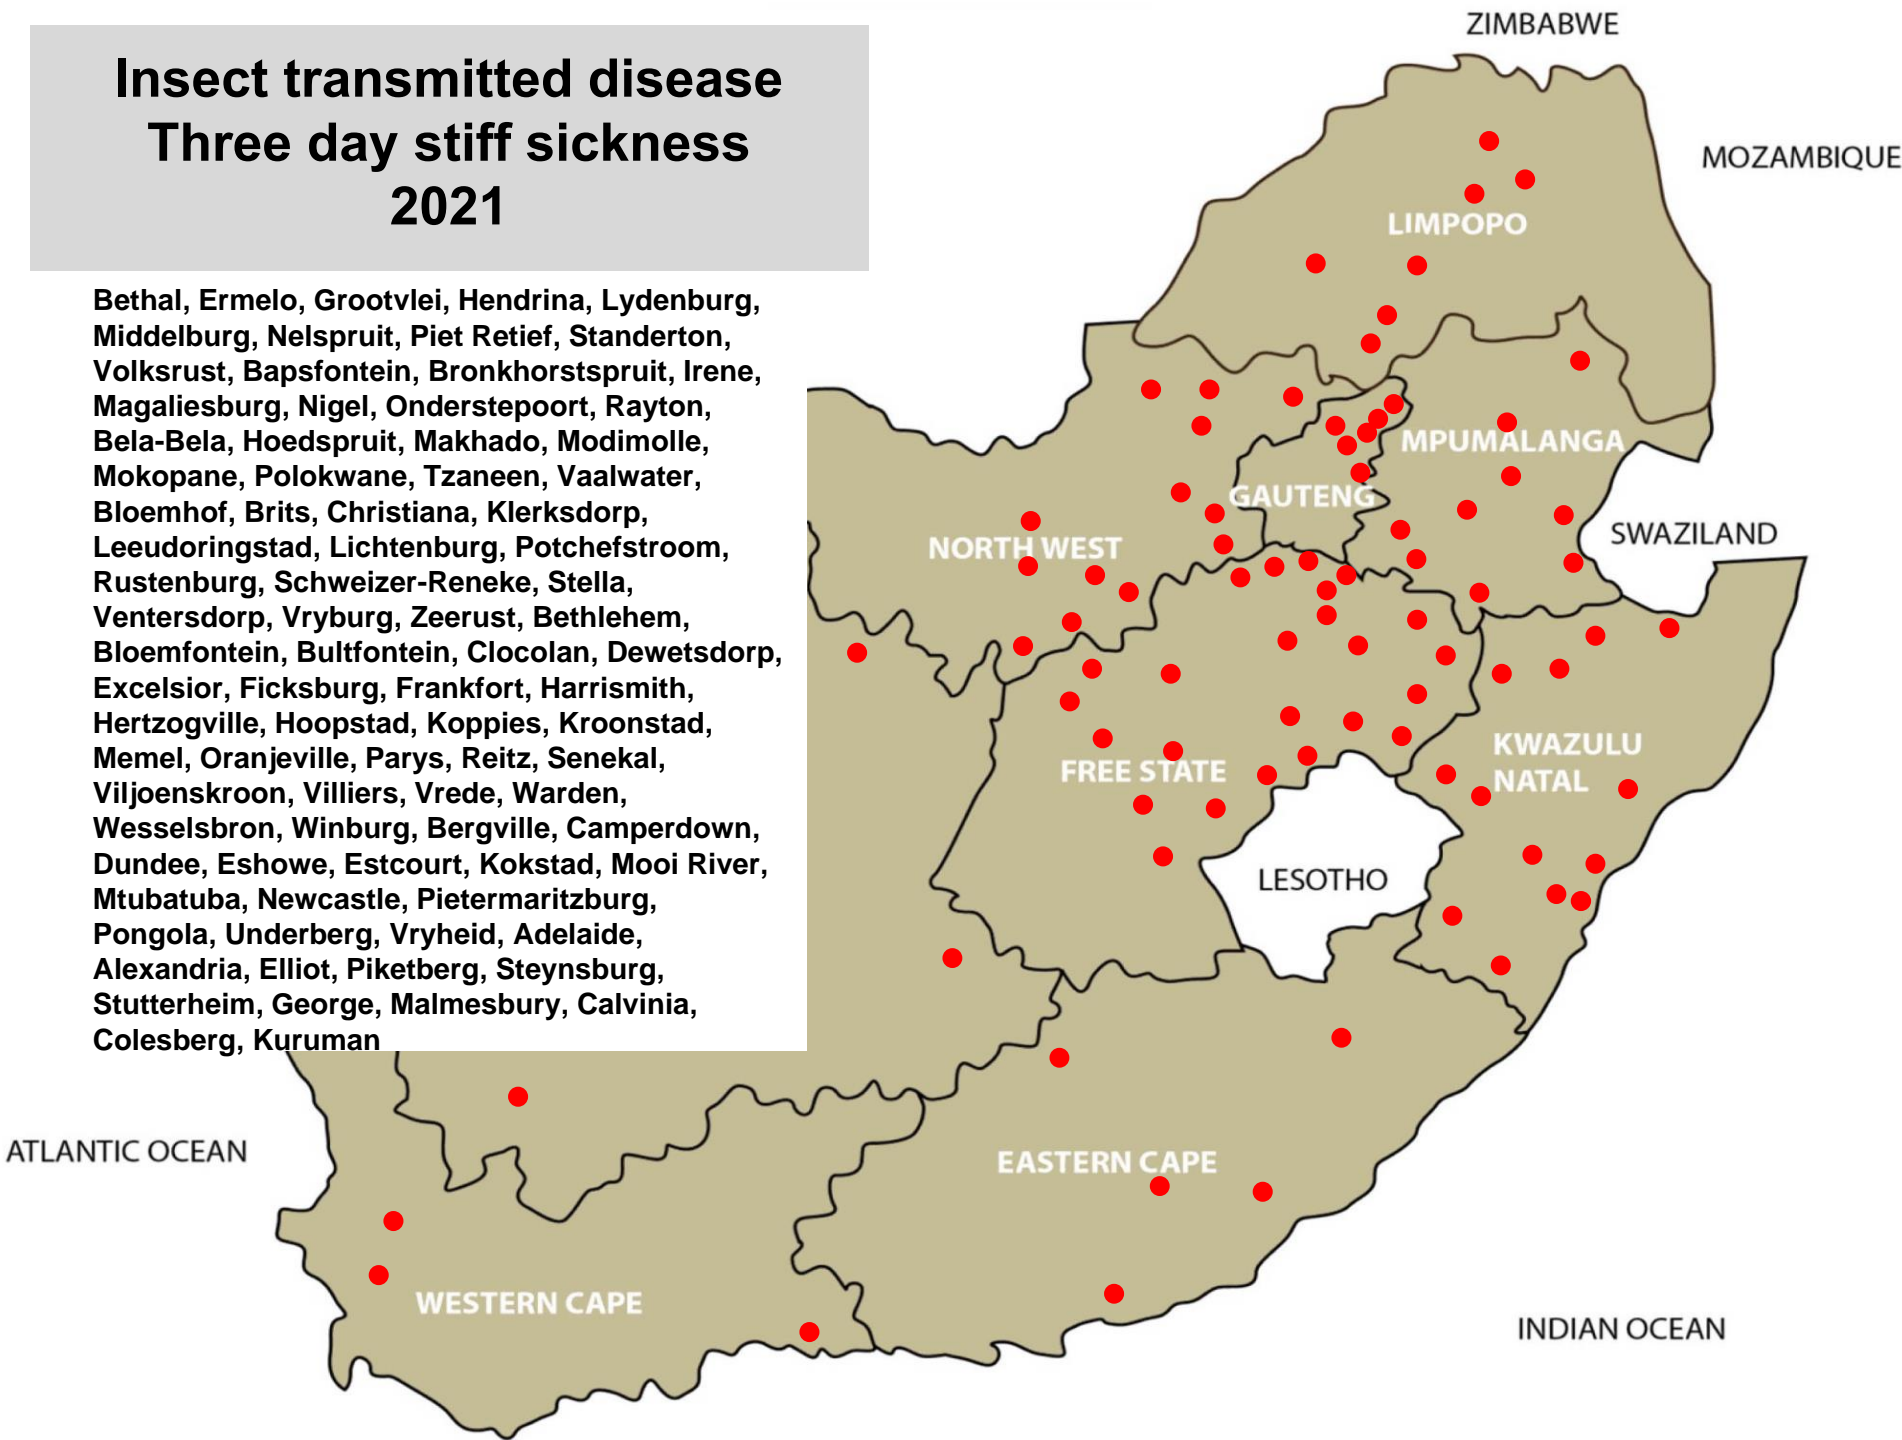 Insect transmitted disease
Three day stiff sickness
2021
Bethal, Ermelo, Grootvlei, Hendrina, Lydenburg,
Middelburg, Nelspruit, Piet Retief, Standerton,
Volksrust, Bapsfontein, Bronkhorstspruit, Irene,
Magaliesburg, Nigel, Onderstepoort, Rayton,
Bela-Bela, Hoedspruit, Makhado, Modimolle,
Mokopane, Polokwane, Tzaneen, Vaalwater,
Bloemhof, Brits, Christiana, Klerksdorp,
Leeudoringstad, Lichtenburg, Potchefstroom,
Rustenburg, Schweizer-Reneke, Stella,
Ventersdorp, Vryburg, Zeerust, Bethlehem,
Bloemfontein, Bultfontein, Clocolan, Dewetsdorp,
Excelsior, Ficksburg, Frankfort, Harrismith,
Hertzogville, Hoopstad, Koppies, Kroonstad,
Memel, Oranjeville, Parys, Reitz, Senekal,
Viljoenskroon, Villiers, Vrede, Warden,
Wesselsbron, Winburg, Bergville, Camperdown,
Dundee, Eshowe, Estcourt, Kokstad, Mooi River,
Mtubatuba, Newcastle, Pietermaritzburg,
Pongola, Underberg, Vryheid, Adelaide,
Alexandria, Elliot, Piketberg, Steynsburg,
Stutterheim, George, Malmesbury, Calvinia,
Colesberg, Kuruman
ZIMBABWE
MOZAMBIQUE
LIMPOPO
MPUMALANGA
GAUTENG
SWAZILAND
NORTH WEST
KWAZULU
NATAL
FREE STATE
LESOTHO
ATLANTIC OCEAN
EASTERN CAPE
WESTERN CAPE
INDIAN OCEAN